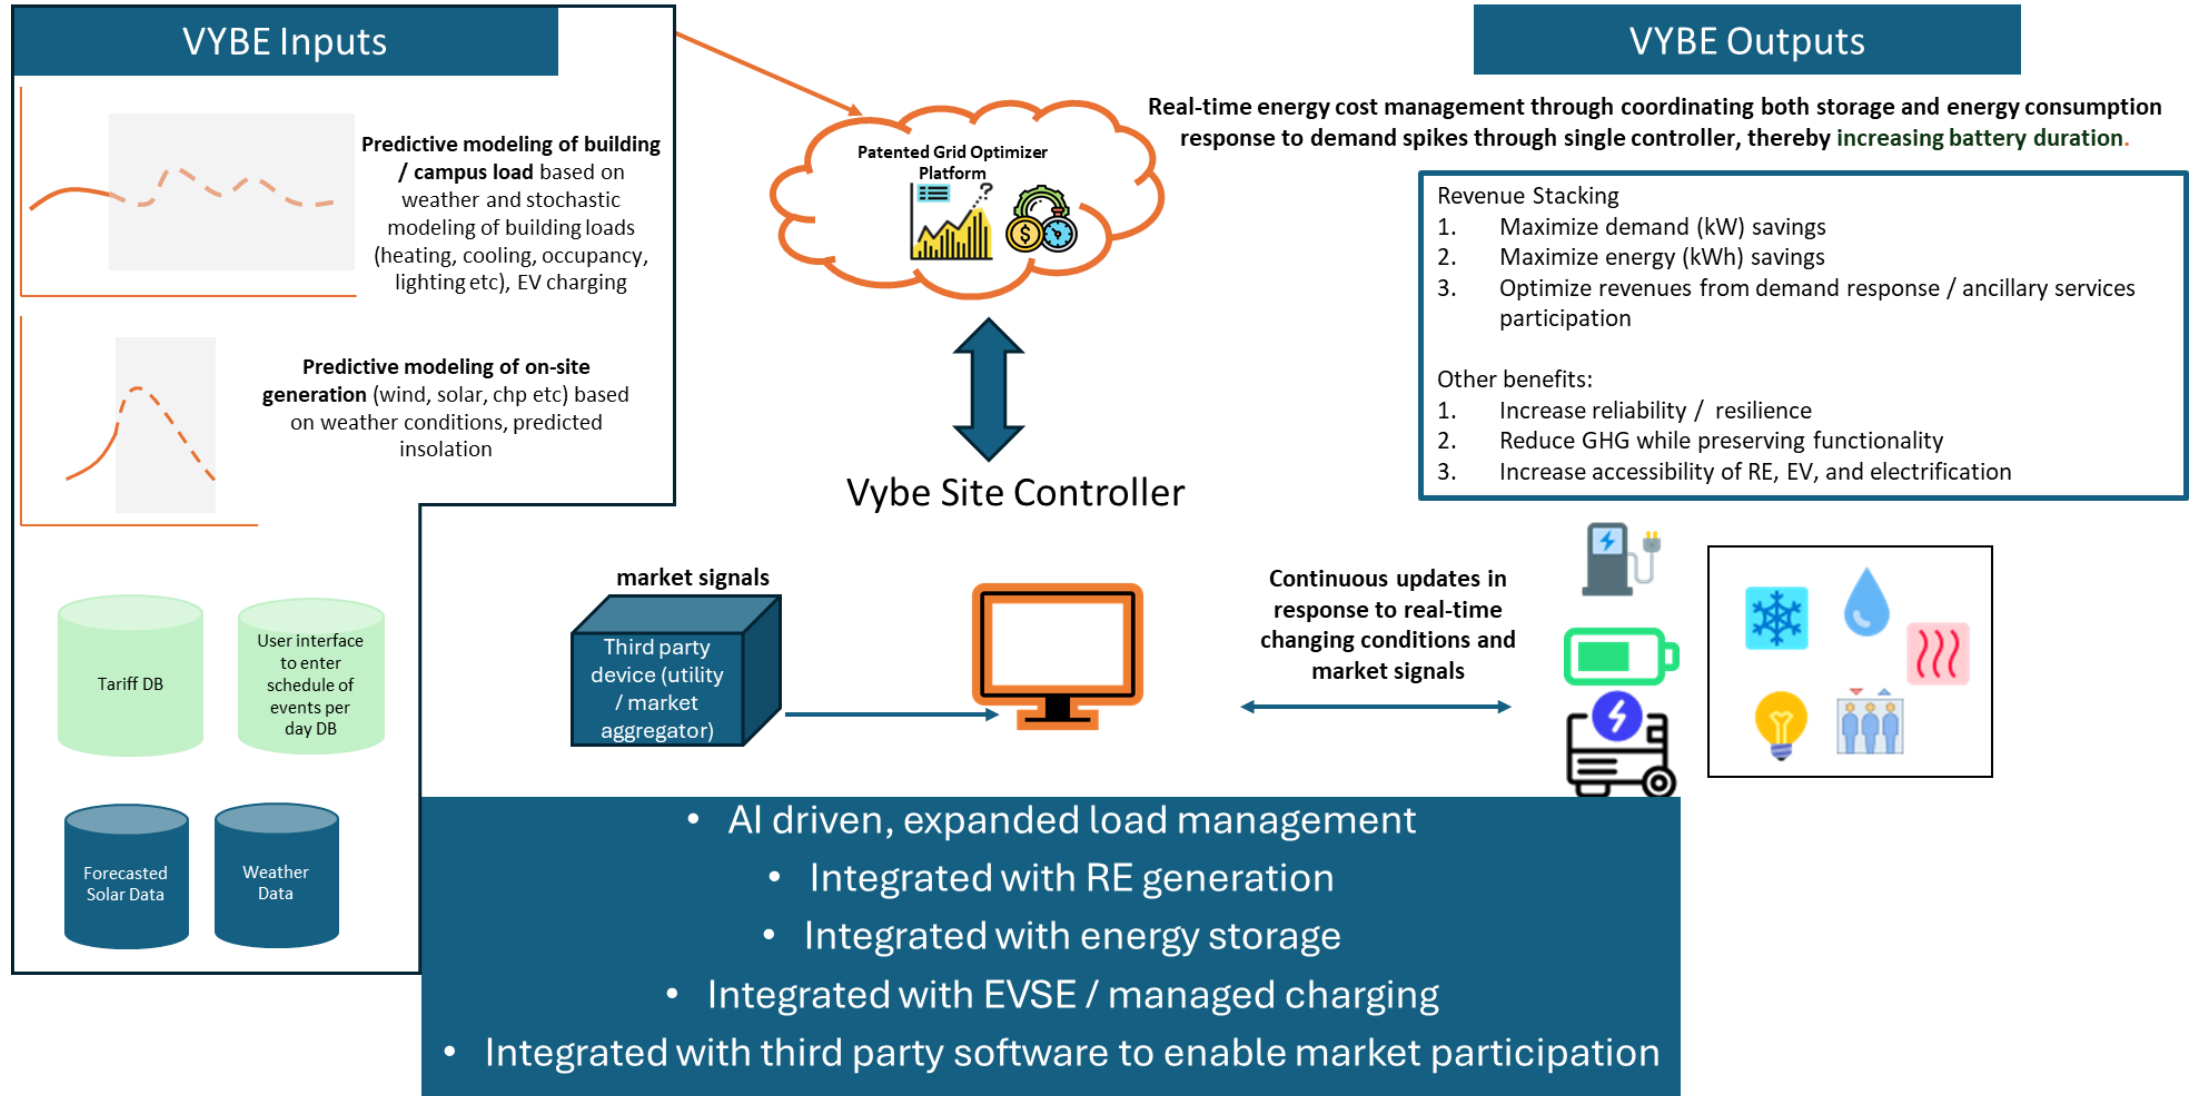 VYBE Inputs
Predictive modeling of building
/ campus load based on
weather and stochastic
modeling of building loads
(heating, cooling, occupancy,
lighting etc), EV charging
Predictive modeling of on-site
generation (wind, solar, chp etc) based
on weather conditions, predicted
insolation
Tariff DB
User interface
to enter
schedule of
events per
day DB
Forecasted
Solar Data
Weather
Data
Patented Grid Optimizer
Platform
?
$
Vybe Site Controller
market signals
Third party
device (utility
/ market
aggregator)
Continuous updates in
response to real-time
changing conditions and
market signals
VYBE Outputs
Real-time energy cost management through coordinating both storage and energy consumption
response to demand spikes through single controller, thereby increasing battery duration.
Revenue Stacking
1. Maximize demand (kW) savings
2. Maximize energy (kWh) savings
3. Optimize revenues from demand response / ancillary services
participation
Other benefits:
1. Increase reliability / resilience
2. Reduce GHG while preserving functionality
3. Increase accessibility of RE, EV, and electrification
• AI driven, expanded load management
• Integrated with RE generation
• Integrated with energy storage
• Integrated with EVSE / managed charging
• Integrated with third party software to enable market participation